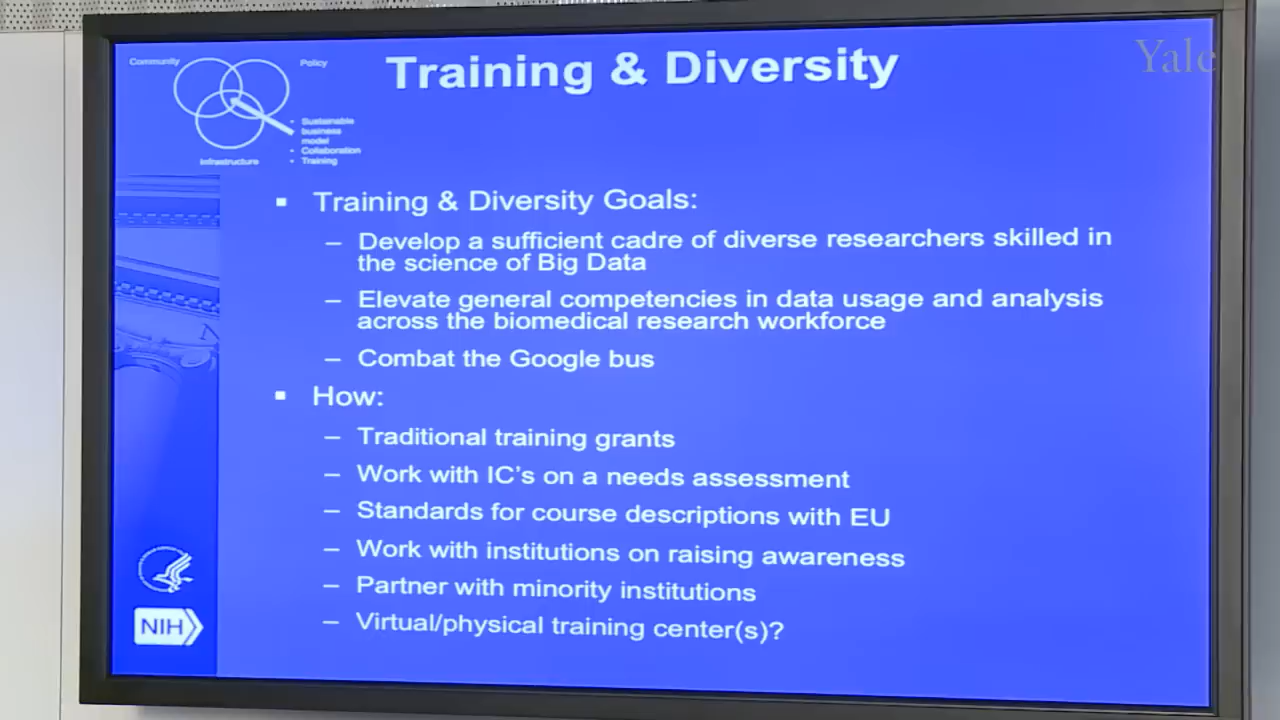 Training & Diversity
Yale
Community
Policy
Sustainable
business
model
Collaboration
Training
Infrastructure
Training & Diversity Goals:
– Develop a sufficient cadre of diverse researchers skilled in
the science of Big Data
– Elevate general competencies in data usage and analysis
across the biomedical research workforce
– Combat the Google bus
How:
– Traditional training grants
– Work with IC's on a needs assessment
– Standards for course descriptions with EU
– Work with institutions on raising awareness
– Partner with minority institutions
– Virtual/physical training center(s)?
NIH